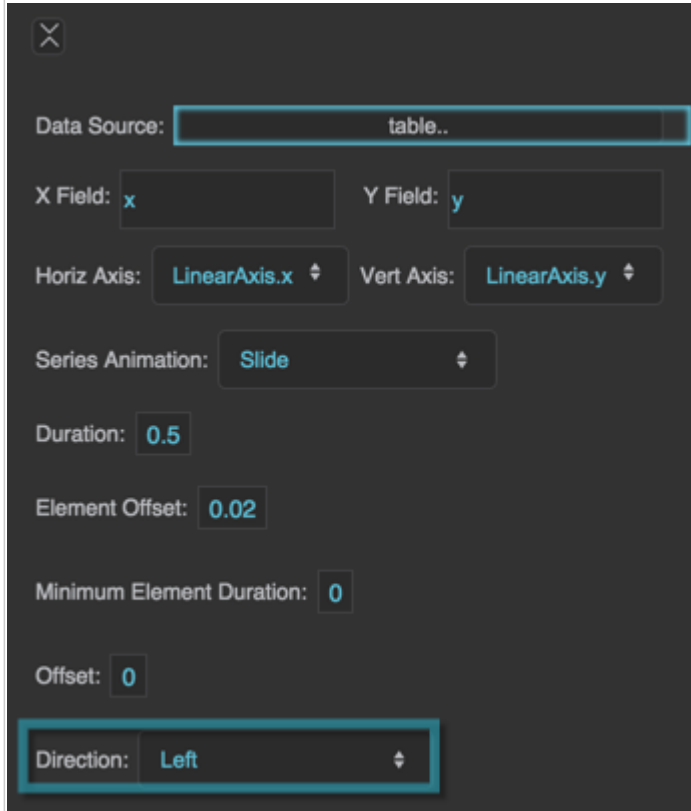 Data Source: table..
X Field: x Y Field: y
Horiz Axis: LinearAxis.x Vert Axis: LinearAxis.y
Series Animation: Slide
Duration: 0.5
Element Offset: 0.02
Minimum Element Duration: 0
Offset: 0
Direction: Left